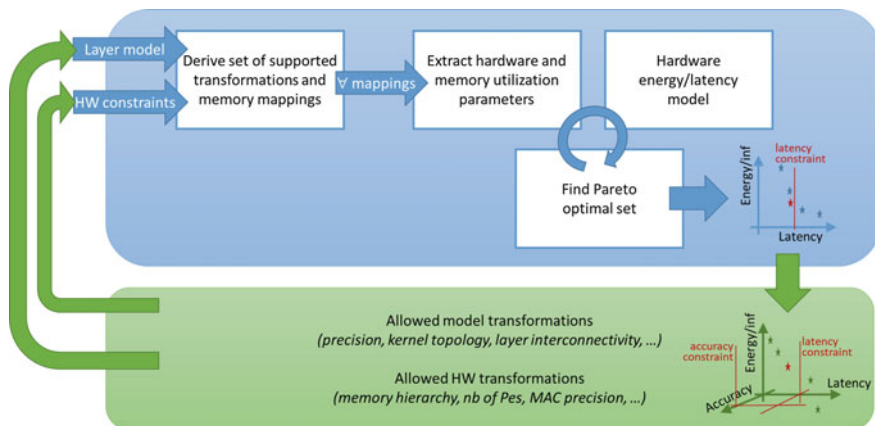 Layer model
HW constraints
Derive set of supported
transformations and
memory mappings
∀ mappings
Extract hardware and
memory utilization
parameters
Hardware
energy/latency
model
Find Pareto
optimal set
Energy/inf
latency
constraint
Latency
Allowed model transformations
(precision, kernel topology, layer interconnectivity, ...)
Allowed HW transformations
(memory hierarchy, nb of Pes, MAC precision, ...)
accuracy
constraint
Energy/inf
latency
constraint
Latency
Accuracy